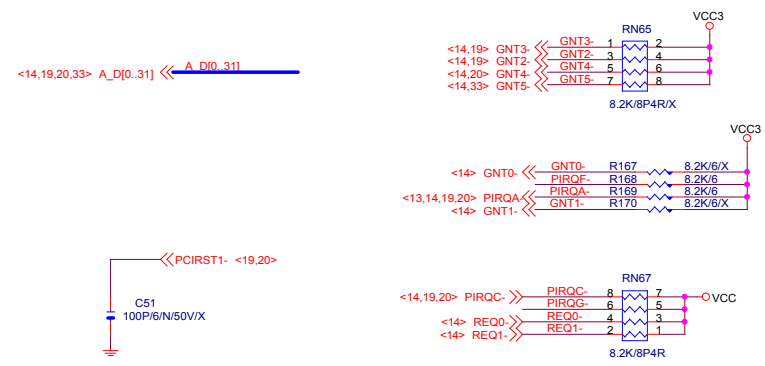 VCC3
RN65
<14,19> GNT3- GNT3- 1 2
<14,19> GNT2- GNT2- 3 4
<14,20> GNT4- GNT4- 5 6
<14,33> GNT5- GNT5- 7 8
8.2K/8P4R/X
<14,19,20,33> A_D[0..31] A_D[0..31]
VCC3
<14> GNT0- GNT0- R167 8.2K/6/X
PIRQF- R168 8.2K/6
<13,14,19,20> PIRQA- PIRQA- R169 8.2K/6
<14> GNT1- GNT1- R170 8.2K/6/X
PCIRST1- <19,20>
C51
100P/6/N/50V/X
RN67
<14,19,20> PIRQC- PIRQC- 8 7 VCC
PIRQG- 6 5
<14> REQ0- REQ0- 4 3
<14> REQ1- REQ1- 2 1
8.2K/8P4R